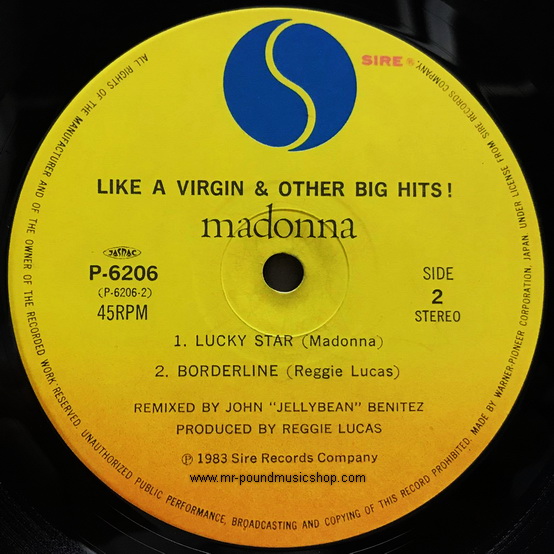 SIRE ®
LIKE A VIRGIN & OTHER BIG HITS!
madonna
JASRAC
P-6206
(P-6206-2)
45RPM
SIDE
2
STEREO
1. LUCKY STAR (Madonna)
2. BORDERLINE (Reggie Lucas)
REMIXED BY JOHN "JELLYBEAN" BENITEZ
PRODUCED BY REGGIE LUCAS
Ⓟ 1983 Sire Records Company
www.mr-poundmusicshop.com
ALL RIGHTS OF THE MANUFACTURER AND OF THE OWNER OF THE RECORDED WORK RESERVED. UNAUTHORIZED PUBLIC PERFORMANCE, BROADCASTING AND COPYING OF THIS RECORD PROHIBITED. MADE BY WARNER-PIONEER CORPORATION, JAPAN UNDER LICENSE FROM SIRE RECORDS COMPANY.